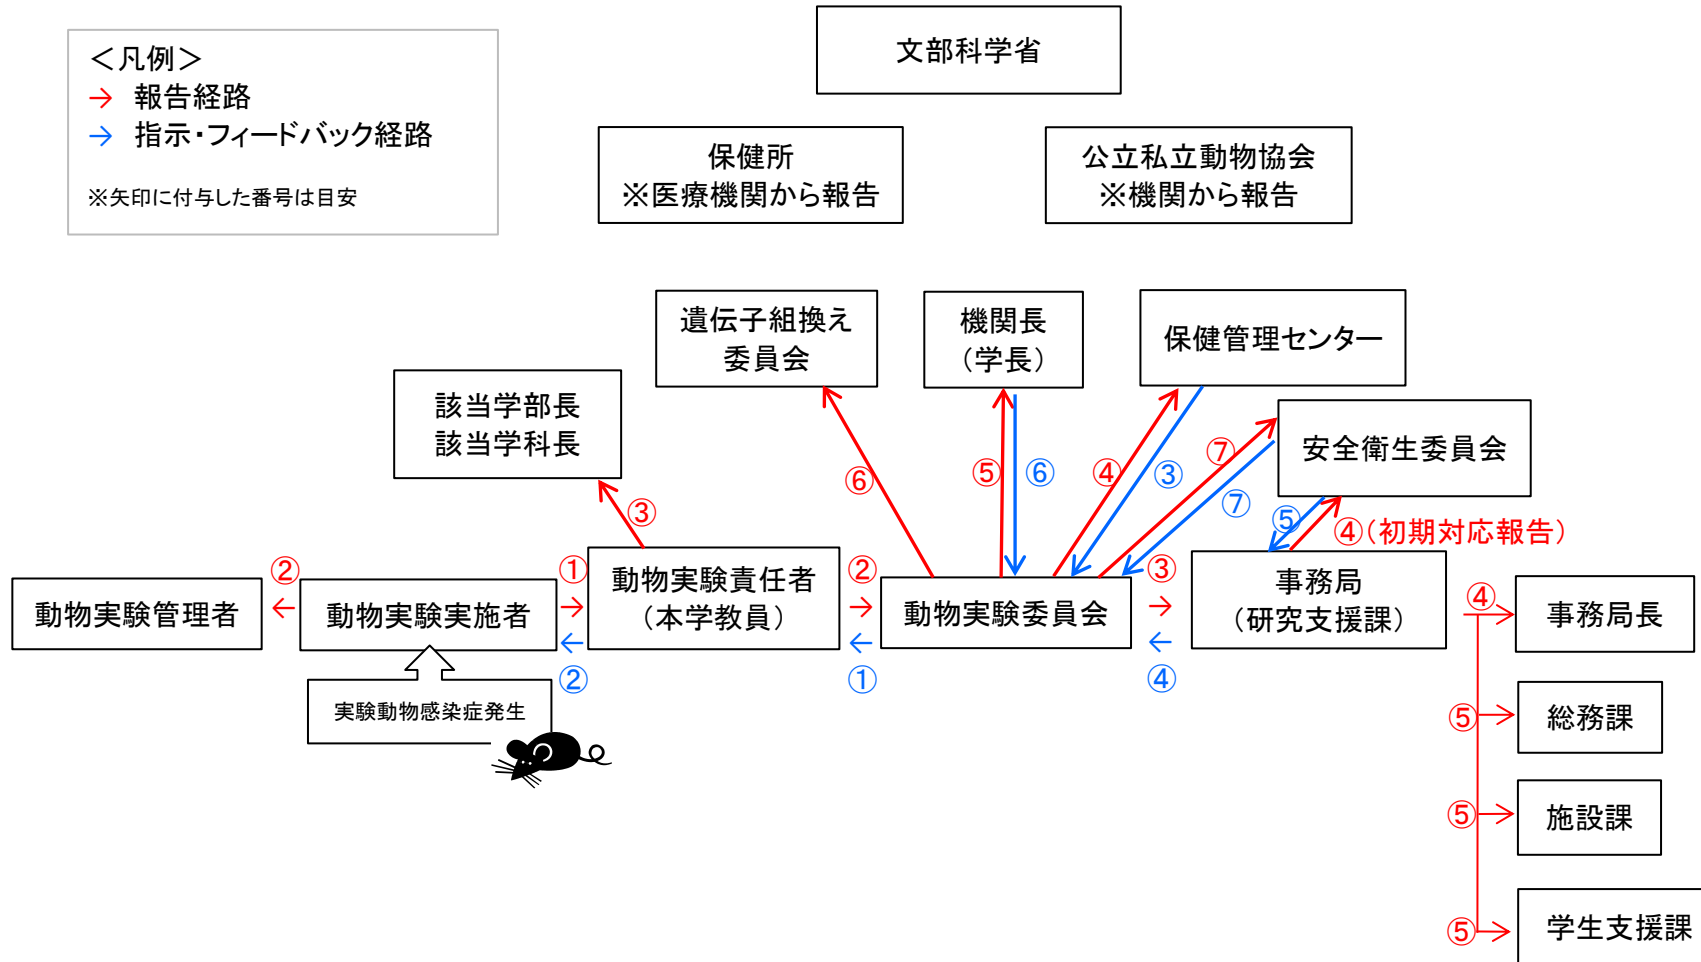 ＜凡例＞
→ 報告経路
→ 指示・フィードバック経路
※矢印に付与した番号は目安
文部科学省
保健所
※医療機関から報告
公立私立動物協会
※機関から報告
遺伝子組換え
委員会
機関長
（学長）
保健管理センター
該当学部長
該当学科長
安全衛生委員会
⑥
⑤
⑥
④
③
⑦
⑦
③
⑤
④（初期対応報告）
動物実験管理者
②
動物実験実施者
①
②
動物実験責任者
（本学教員）
②
①
動物実験委員会
③
④
事務局
（研究支援課）
④
事務局長
実験動物感染症発生
⑤
総務課
⑤
施設課
⑤
学生支援課